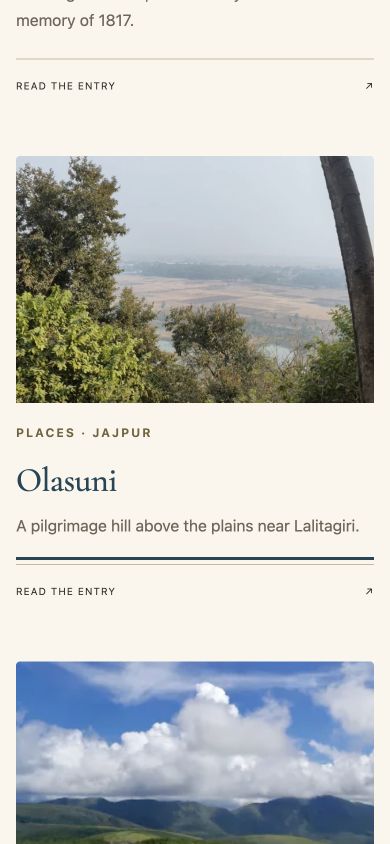 memory of 1817.
READ THE ENTRY ↗
PLACES · JAJPUR
Olasuni
A pilgrimage hill above the plains near Lalitagiri.
READ THE ENTRY ↗